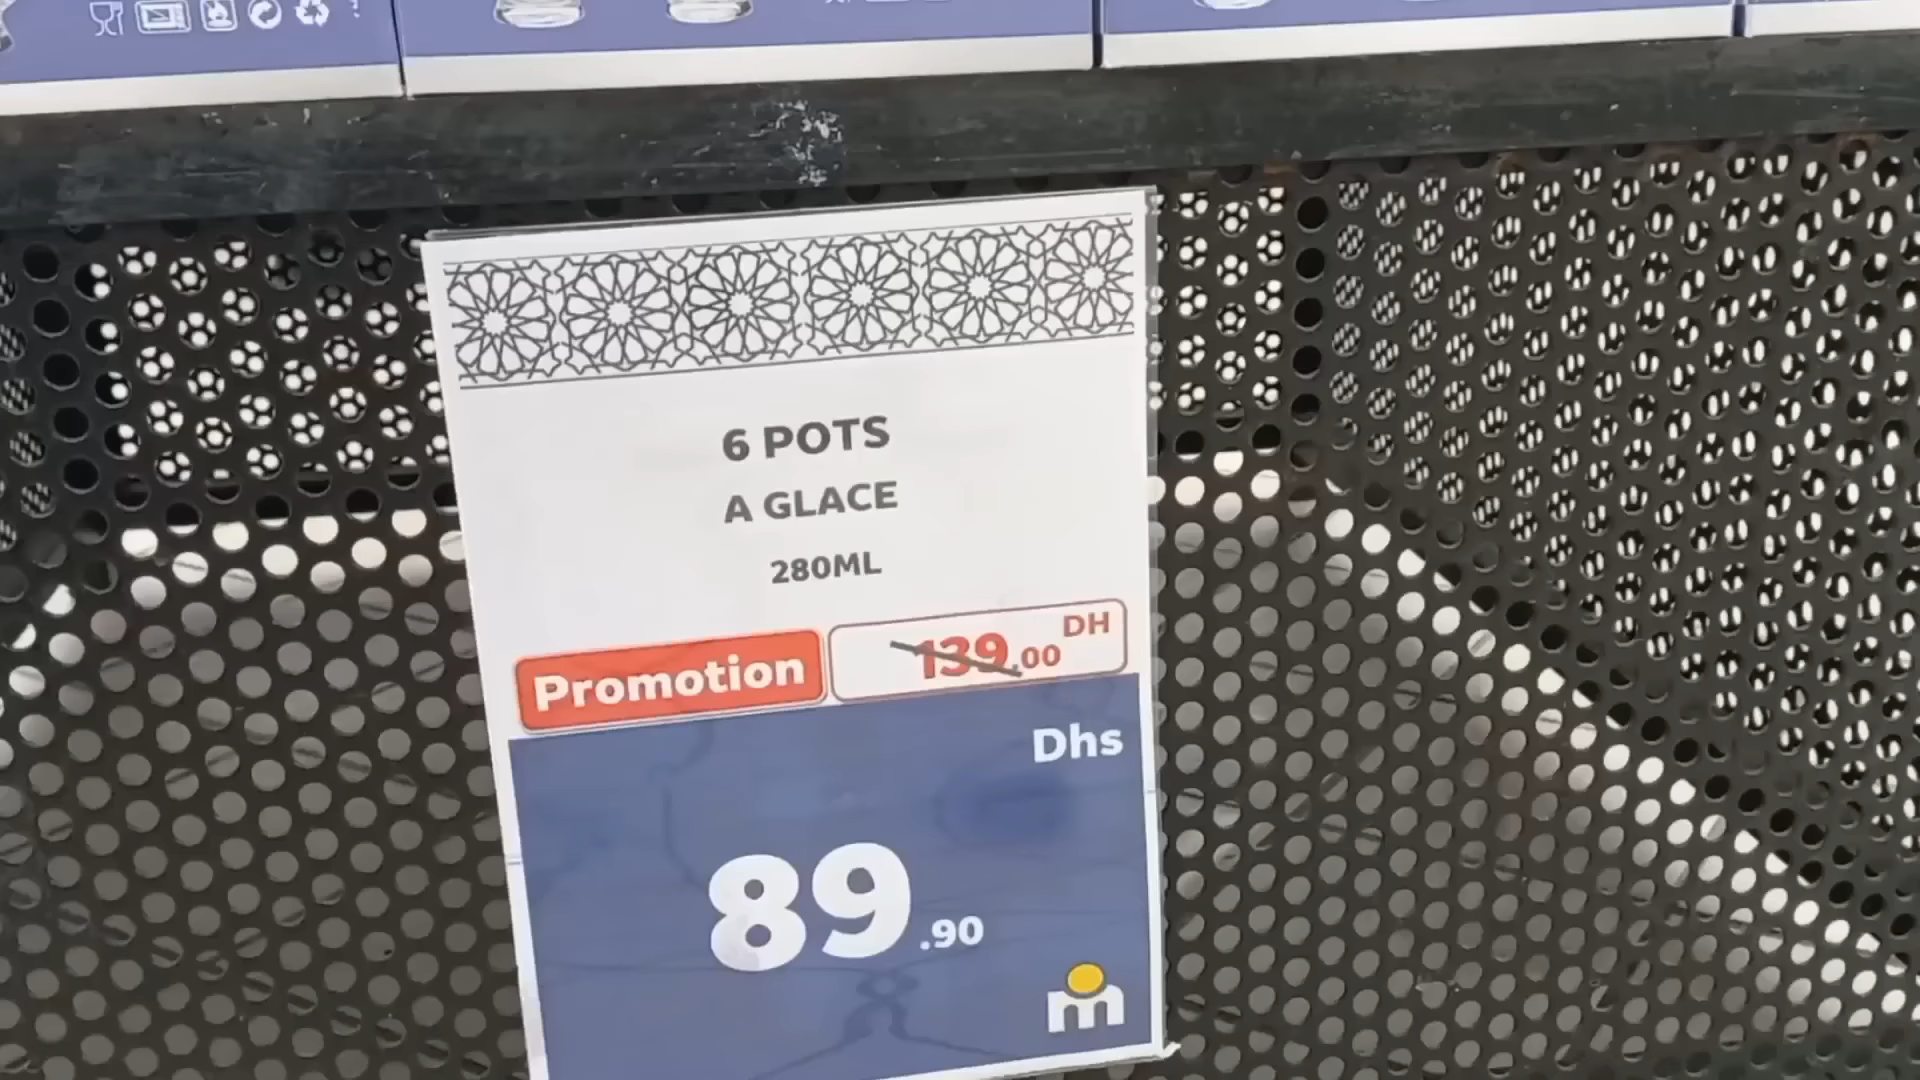 6 POTS
A GLACE
280ML
Promotion
139.00 DH
Dhs
89.90
m